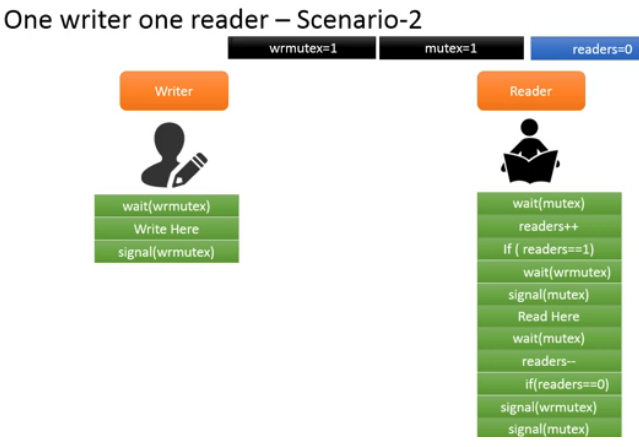 One writer one reader – Scenario-2
wrmutex=1 mutex=1 readers=0
Writer
Reader
wait(wrmutex)
Write Here
signal(wrmutex)
wait(mutex)
readers++
If ( readers==1)
wait(wrmutex)
signal(mutex)
Read Here
wait(mutex)
readers--
if(readers==0)
signal(wrmutex)
signal(mutex)